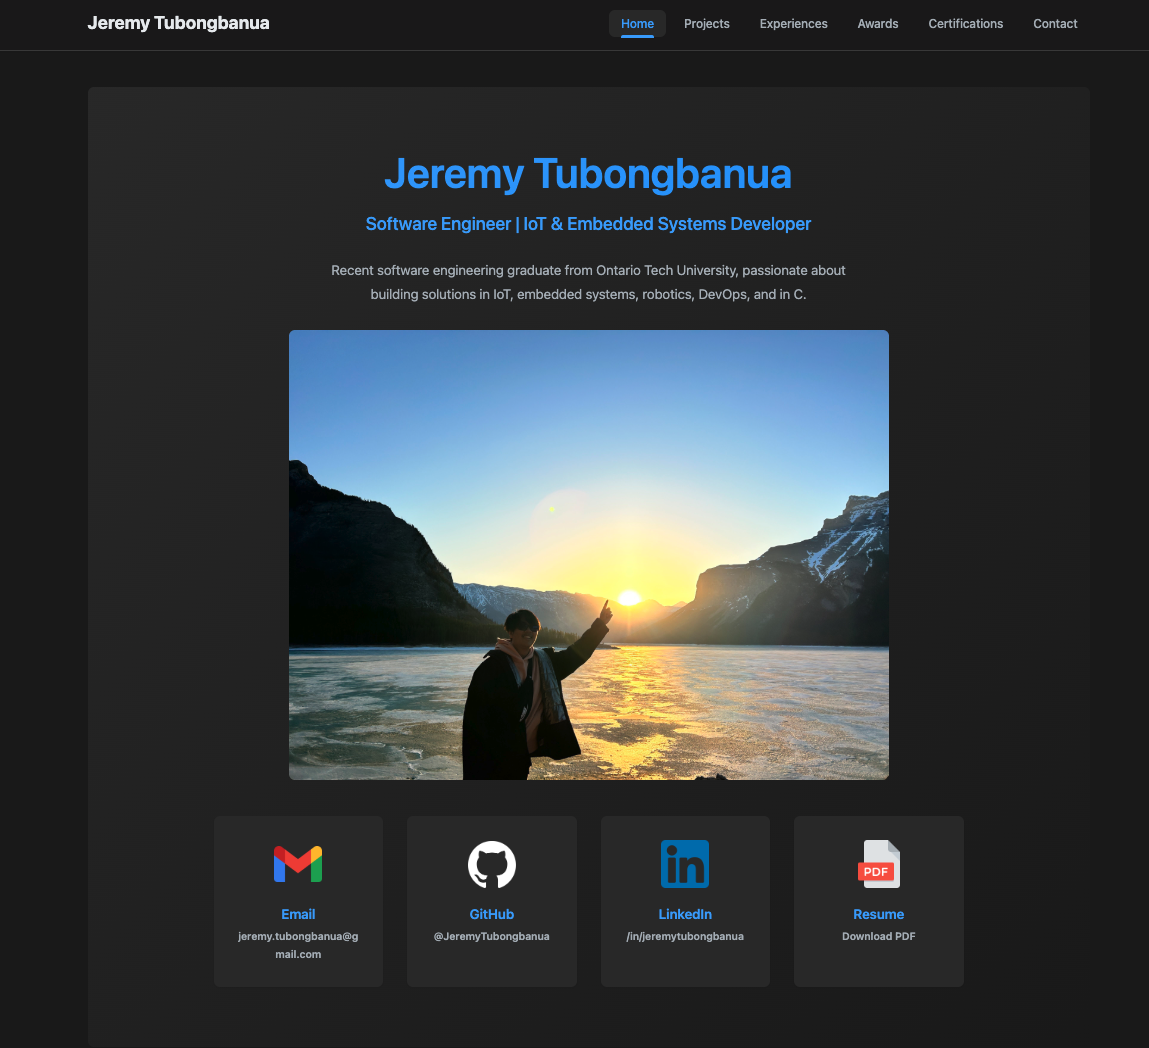 Jeremy Tubongbanua
Home Projects Experiences Awards Certifications Contact
Jeremy Tubongbanua
Software Engineer | IoT & Embedded Systems Developer
Recent software engineering graduate from Ontario Tech University, passionate about
building solutions in IoT, embedded systems, robotics, DevOps, and in C.
Email
jeremy.tubongbanua@g
mail.com
GitHub
@JeremyTubongbanua
in
LinkedIn
/in/jeremytubongbanua
PDF
Resume
Download PDF